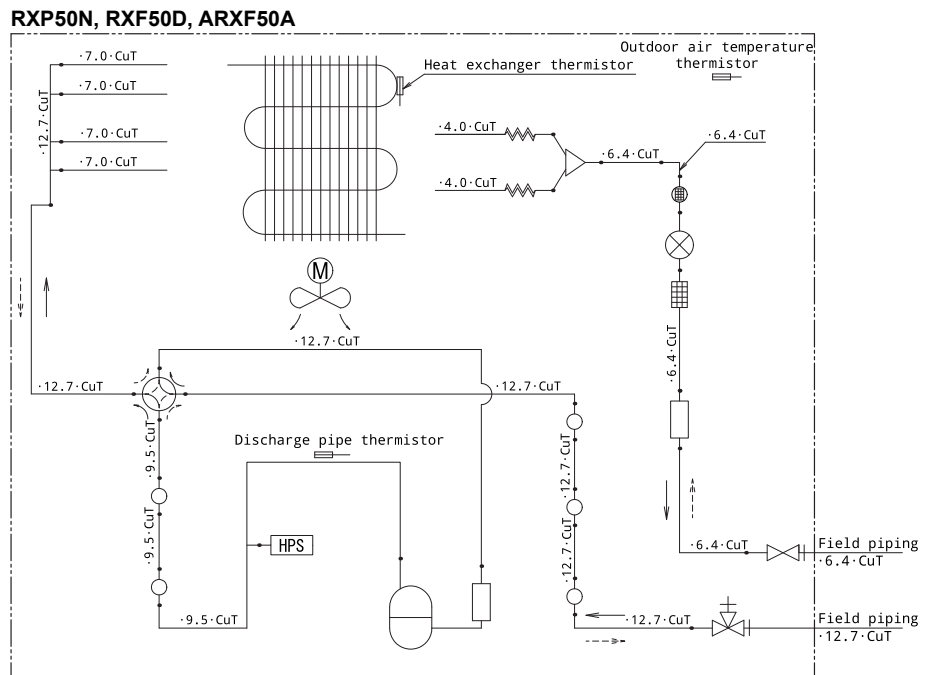 RXP50N, RXF50D, ARXF50A
Outdoor air temperature
thermistor
Heat exchanger thermistor
·7.0·CuT
·7.0·CuT
·7.0·CuT
·7.0·CuT
·12.7·CuT
·4.0·CuT
·4.0·CuT
·6.4·CuT
·6.4·CuT
M
·12.7·CuT
·12.7·CuT
·12.7·CuT
·6.4·CuT
Discharge pipe thermistor
·9.5·CuT
·9.5·CuT
·12.7·CuT
·12.7·CuT
HPS
·6.4·CuT
Field piping
·6.4·CuT
·9.5·CuT
·12.7·CuT
Field piping
·12.7·CuT